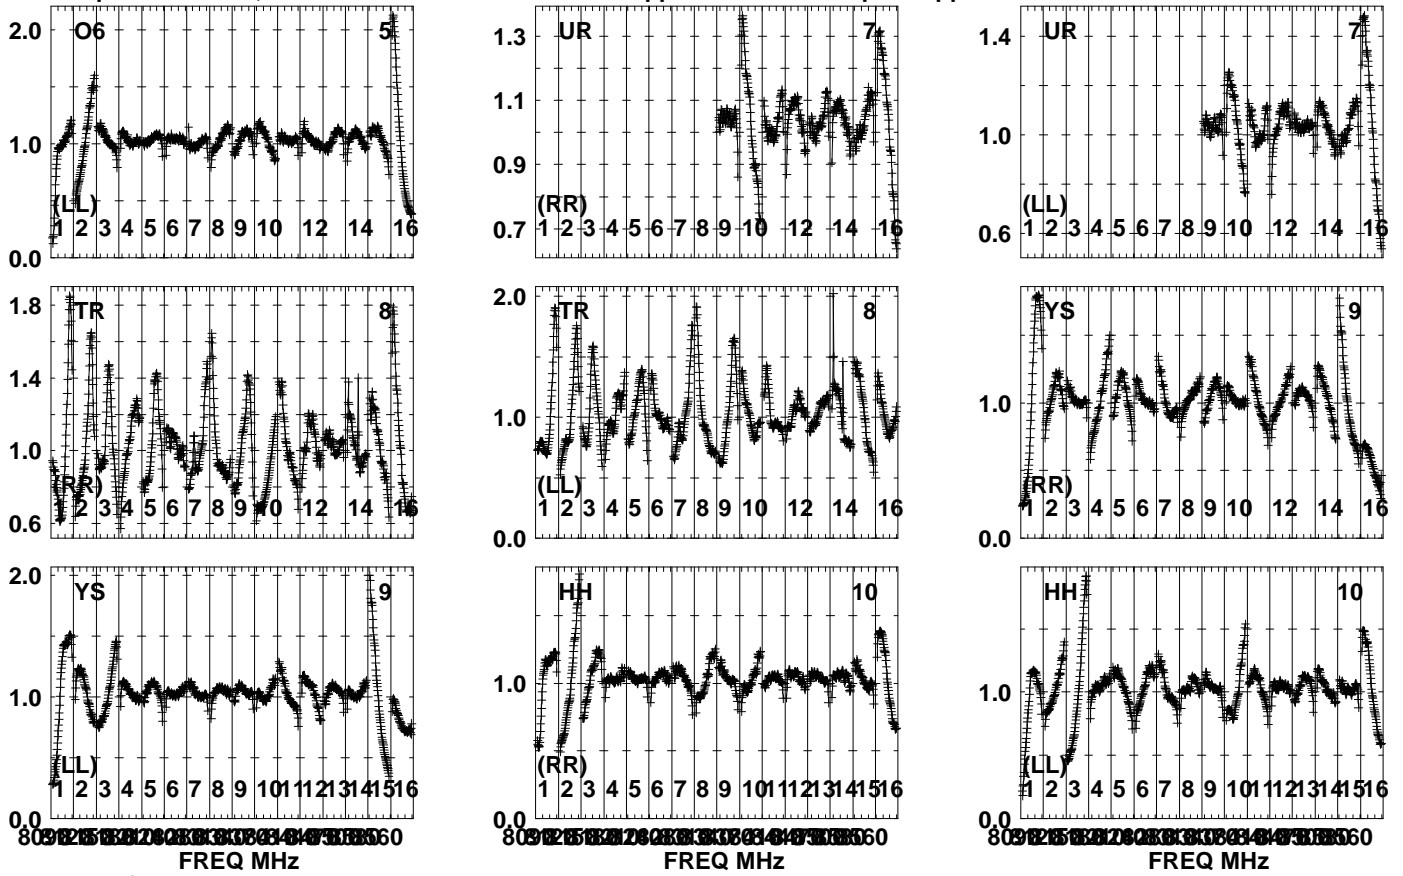 2.0 O6 5
1.0
(LL)
1 2 3 4 5 6 7 8 9 10 12 14 16
0.0
1.3 UR 7
1.1
0.9
(RR)
0.7 1 2 3 4 5 6 7 8 9 10 12 14 16
1.4 UR 7
1.0
(LL)
0.6 1 2 3 4 5 6 7 8 9 10 12 14 16
1.8 TR 8
1.4
1.0
(RR)
2 3 4 5 6 7 8 9 10 12 14 16
0.6
2.0 TR 8
1.0
(LL)
1 2 3 4 5 6 7 8 9 10 12 14 16
0.0
YS 9
1.0
(RR)
1 2 3 4 5 6 7 8 9 10 12 14 16
0.0
2.0 YS 9
1.0
(LL)
1 2 3 4 5 6 7 8 9 10 11 12 13 14 15 16
0.0
FREQ MHz
HH 10
1.0
(RR)
1 2 3 4 5 6 7 8 9 10 11 12 13 14 15 16
0.0
FREQ MHz
HH 10
1.0
(LL)
1 2 3 4 5 6 7 8 9 10 11 12 13 14 15 16
0.0
FREQ MHz